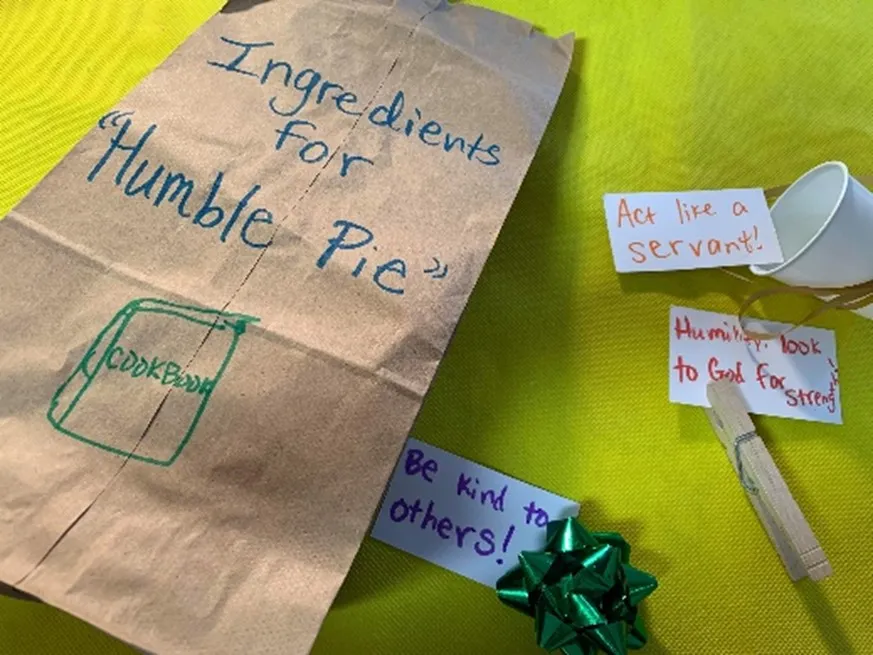 Ingredients
for
"Humble Pie"
COOKBOOK
Act like a
servant!
Humility: look
to God for
strength!
Be kind to
others!